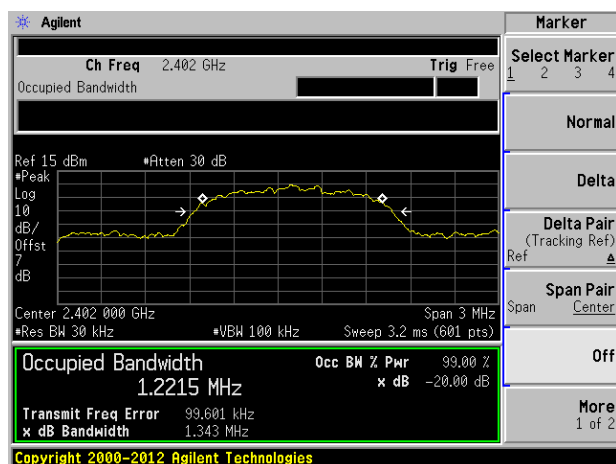 Agilent
Marker
Ch Freq 2.402 GHz Trig Free
Occupied Bandwidth
Select Marker
1 2 3 4
Normal
Delta
Delta Pair
(Tracking Ref)
Ref Δ
Span Pair
Span Center
Off
More
1 of 2
Ref 15 dBm #Atten 30 dB
#Peak
Log
10
dB/
Offst
7
dB
Center 2.402 000 GHz Span 3 MHz
#Res BW 30 kHz #VBW 100 kHz Sweep 3.2 ms (601 pts)
Occupied Bandwidth
1.2215 MHz
Occ BW % Pwr 99.00 %
x dB -20.00 dB
Transmit Freq Error 99.601 kHz
x dB Bandwidth 1.343 MHz
Copyright 2000-2012 Agilent Technologies